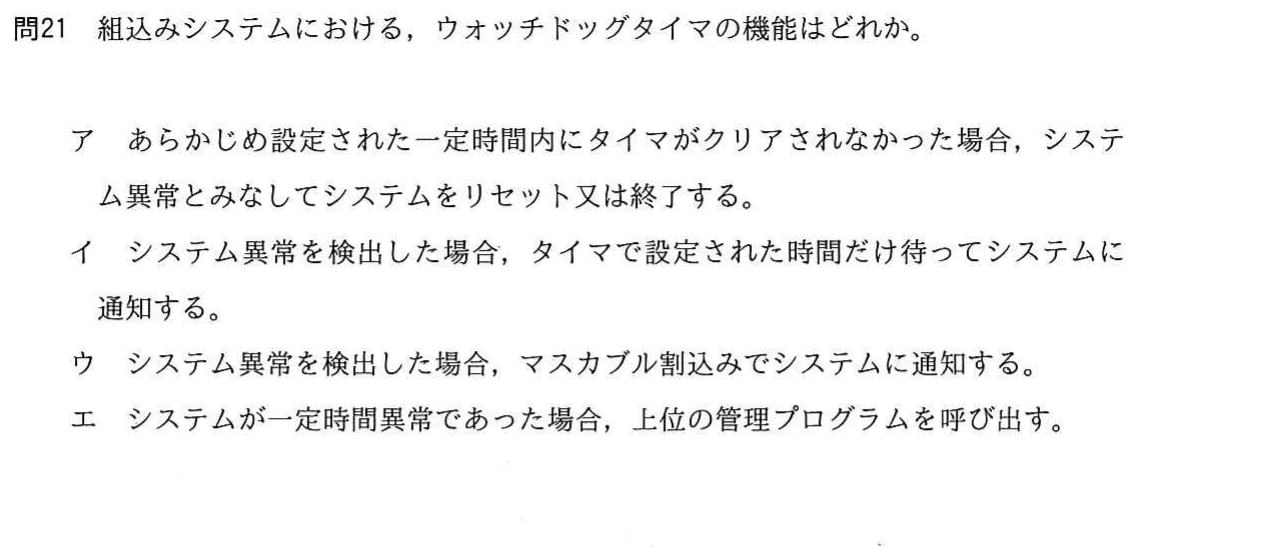 問21 組込みシステムにおける，ウォッチドッグタイマの機能はどれか。
ア あらかじめ設定された一定時間内にタイマがクリアされなかった場合，システ
ム異常とみなしてシステムをリセット又は終了する。
イ システム異常を検出した場合，タイマで設定された時間だけ待ってシステムに
通知する。
ウ システム異常を検出した場合，マスカブル割込みでシステムに通知する。
エ システムが一定時間異常であった場合，上位の管理プログラムを呼び出す。